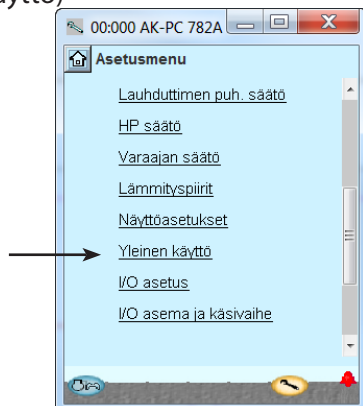 00:000 AK-PC 782A
Asetusmenu
Lauhduttimen puh. säätö
HP säätö
Varaajan säätö
Lämmityspiirit
Näyttöasetukset
Yleinen käyttö
I/O asetus
I/O asema ja käsivaihe